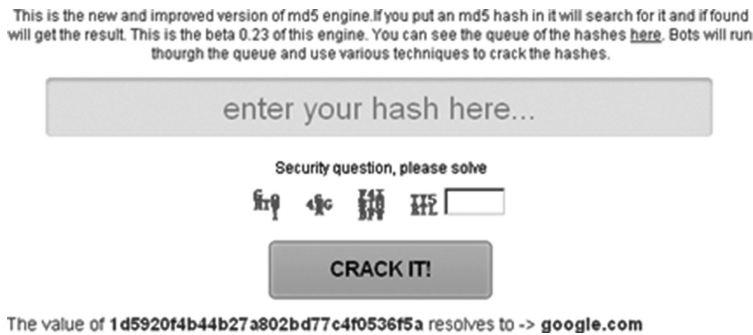 This is the new and improved version of md5 engine.If you put an md5 hash in it will search for it and if found
will get the result. This is the beta 0.23 of this engine. You can see the queue of the hashes here. Bots will run
thourgh the queue and use various techniques to crack the hashes.
enter your hash here...
Security question, please solve
CRACK IT!
The value of 1d5920f4b44b27a802bd77c4f0536f5a resolves to -> google.com